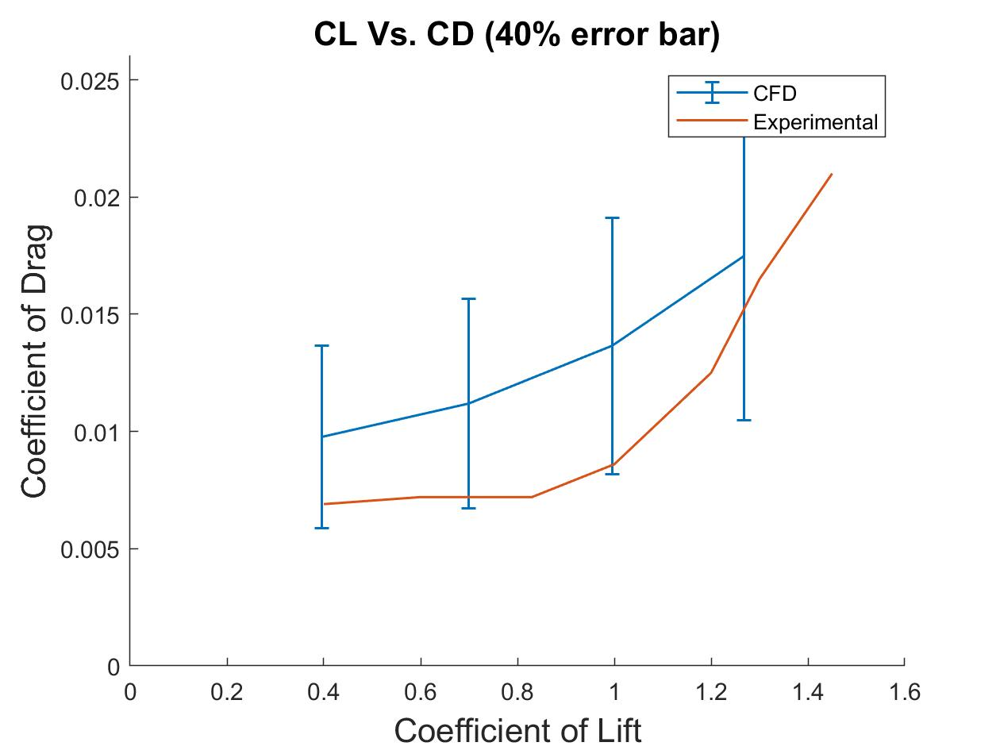 CL Vs. CD (40% error bar)
CFD
Experimental
0.025
0.02
0.015
0.01
0.005
0
Coefficient of Drag
0 0.2 0.4 0.6 0.8 1 1.2 1.4 1.6
Coefficient of Lift